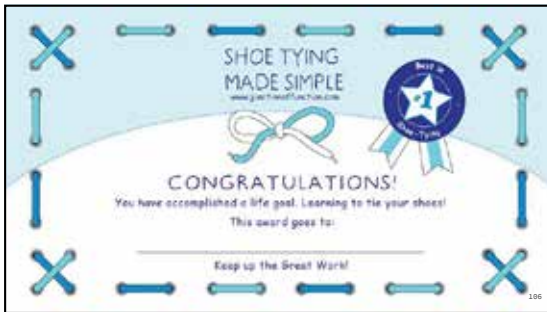 SHOE TYING
MADE SIMPLE
Best in
#1
Shoe-Tying
CONGRATULATIONS!
You have accomplished a life goal. Learning to tie your shoes!
This award goes to:
Keep up the Great Work!
106